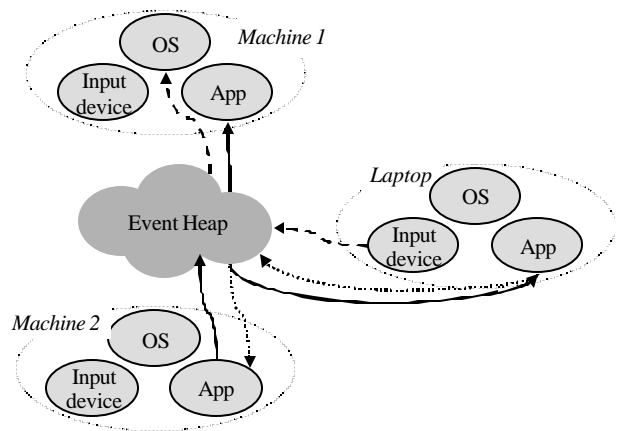 Machine 1
OS
Input
device
App
Event Heap
Laptop
OS
Input
device
App
Machine 2
OS
Input
device
App